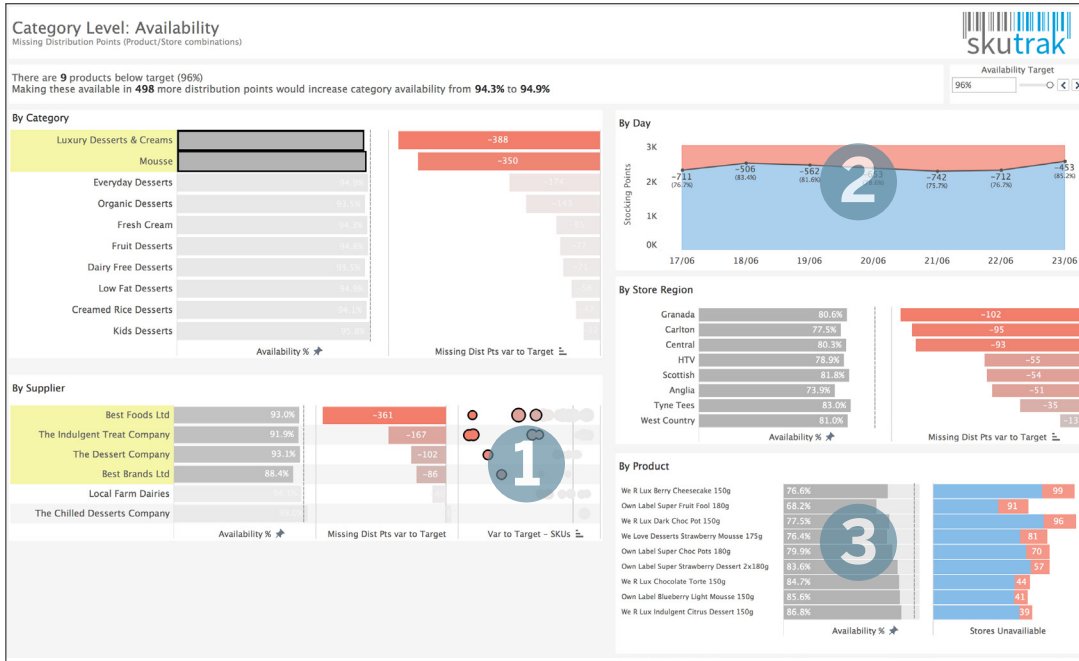 Category Level: Availability
Missing Distribution Points (Product/Store combinations)
skutrak
There are 9 products below target (96%)
Making these available in 498 more distribution points would increase category availability from 94.3% to 94.9%
Availability Target
96%
By Category
Luxury Desserts & Creams -388
Mousse -350
Everyday Desserts
Organic Desserts
Fresh Cream
Fruit Desserts
Dairy Free Desserts
Low Fat Desserts
Creamed Rice Desserts
Kids Desserts
Availability % Missing Dist Pts var to Target
By Supplier
Best Foods Ltd 93.0% -361
The Indulgent Treat Company 91.9% -167
The Dessert Company 93.1% -102
Best Brands Ltd 88.4% -86
Local Farm Dairies
The Chilled Desserts Company
1
Availability % Missing Dist Pts var to Target Var to Target - SKUs
By Day
Stocking Points
3K
2K
1K
0K
-711 -506 -562 -742 -712 -453
(76.7%) (83.4%) (81.6%) (75.7%) (76.7%) (85.2%)
2
17/06 18/06 19/06 20/06 21/06 22/06 23/06
By Store Region
Granada 80.6% -102
Carlton 77.5% -95
Central 80.3% -93
HTV 78.9% -55
Scottish 81.8% -54
Anglia 73.9% -51
Tyne Tees 83.0% -35
West Country 81.0% -13
Availability % Missing Dist Pts var to Target
By Product
We R Lux Berry Cheesecake 150g 76.6% 99
Own Label Super Fruit Fool 180g 68.2% 91
We R Lux Dark Choc Pot 150g 77.5% 96
We Love Desserts Strawberry Mousse 175g 76.4% 81
Own Label Super Choc Pots 180g 79.9% 70
Own Label Super Strawberry Dessert 2x180g 83.6% 57
We R Lux Chocolate Torte 150g 84.7% 44
Own Label Blueberry Light Mousse 150g 85.6% 41
We R Lux Indulgent Citrus Dessert 150g 86.8% 39
3
Availability % Stores Unavailiable